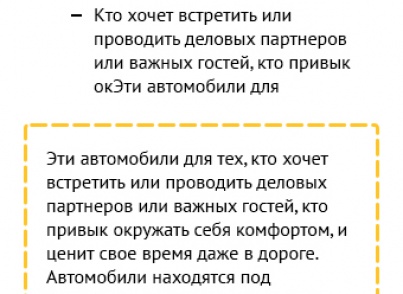 – Кто хочет встретить или
проводить деловых партнеров
или важных гостей, кто привык
окЭти автомобили для
Эти автомобили для тех, кто хочет
встретить или проводить деловых
партнеров или важных гостей, кто
привык окружать себя комфортом, и
ценит свое время даже в дороге.
Автомобили находятся под